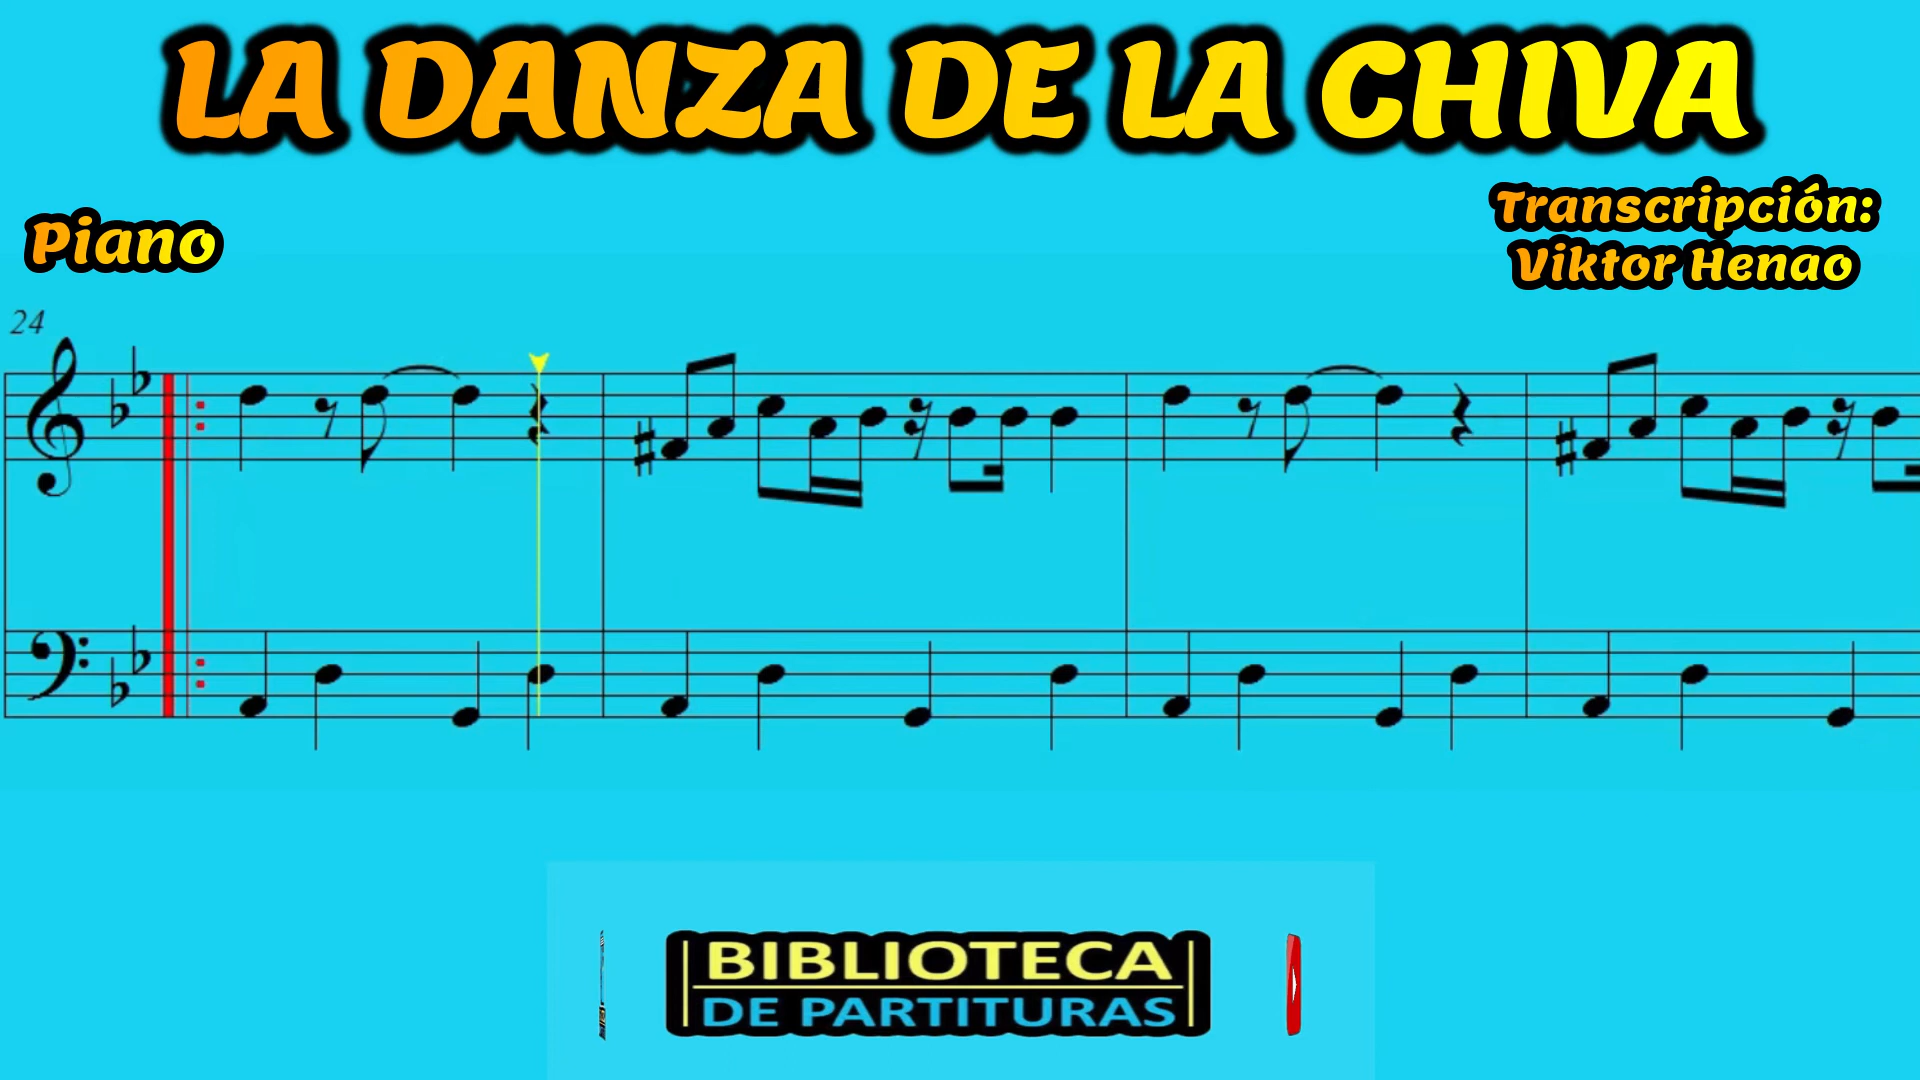 LA DANZA DE LA CHIVA
Piano
Transcripción:
Viktor Henao
24
BIBLIOTECA
DE PARTITURAS